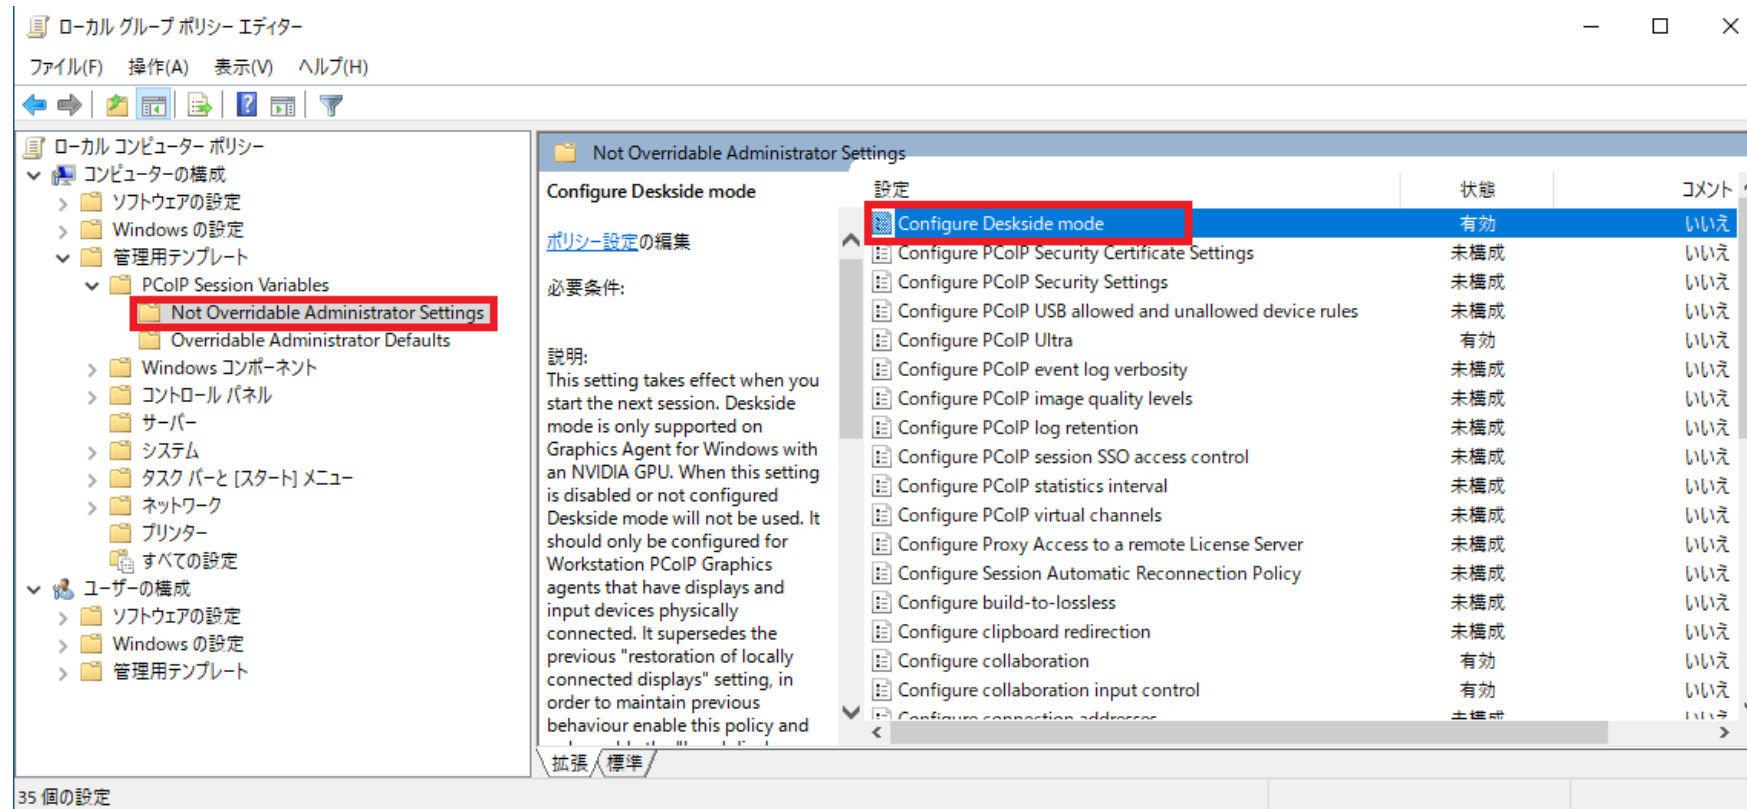 ローカル グループ ポリシー エディター
ファイル(F) 操作(A) 表示(V) ヘルプ(H)
ローカル コンピューター ポリシー
コンピューターの構成
ソフトウェアの設定
Windows の設定
管理用テンプレート
PCoIP Session Variables
Not Overridable Administrator Settings
Overridable Administrator Defaults
Windows コンポーネント
コントロール パネル
サーバー
システム
タスク バーと [スタート] メニュー
ネットワーク
プリンター
すべての設定
ユーザーの構成
ソフトウェアの設定
Windows の設定
管理用テンプレート
Not Overridable Administrator Settings
Configure Deskside mode
ポリシー設定の編集
必要条件:
説明:
This setting takes effect when you
start the next session. Deskside
mode is only supported on
Graphics Agent for Windows with
an NVIDIA GPU. When this setting
is disabled or not configured
Deskside mode will not be used. It
should only be configured for
Workstation PCoIP Graphics
agents that have displays and
input devices physically
connected. It supersedes the
previous "restoration of locally
connected displays" setting, in
order to maintain previous
behaviour enable this policy and
設定 状態 コメント
Configure Deskside mode 有効 いいえ
Configure PCoIP Security Certificate Settings 未構成 いいえ
Configure PCoIP Security Settings 未構成 いいえ
Configure PCoIP USB allowed and unallowed device rules 未構成 いいえ
Configure PCoIP Ultra 有効 いいえ
Configure PCoIP event log verbosity 未構成 いいえ
Configure PCoIP image quality levels 未構成 いいえ
Configure PCoIP log retention 未構成 いいえ
Configure PCoIP session SSO access control 未構成 いいえ
Configure PCoIP statistics interval 未構成 いいえ
Configure PCoIP virtual channels 未構成 いいえ
Configure Proxy Access to a remote License Server 未構成 いいえ
Configure Session Automatic Reconnection Policy 未構成 いいえ
Configure build-to-lossless 未構成 いいえ
Configure clipboard redirection 未構成 いいえ
Configure collaboration 有効 いいえ
Configure collaboration input control 有効 いいえ
Configure connection addresses 未構成 いいえ
拡張 標準
35 個の設定